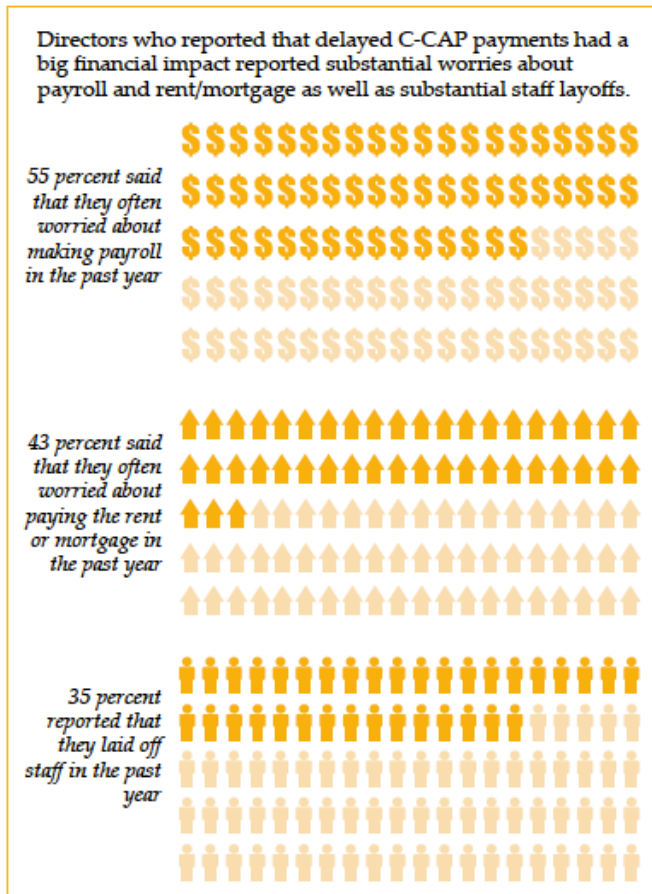 Directors who reported that delayed C-CAP payments had a
big financial impact reported substantial worries about
payroll and rent/mortgage as well as substantial staff layoffs.
55 percent said
that they often
worried about
making payroll
in the past year
43 percent said
that they often
worried about
paying the rent
or mortgage in
the past year
35 percent
reported that
they laid off
staff in the past
year